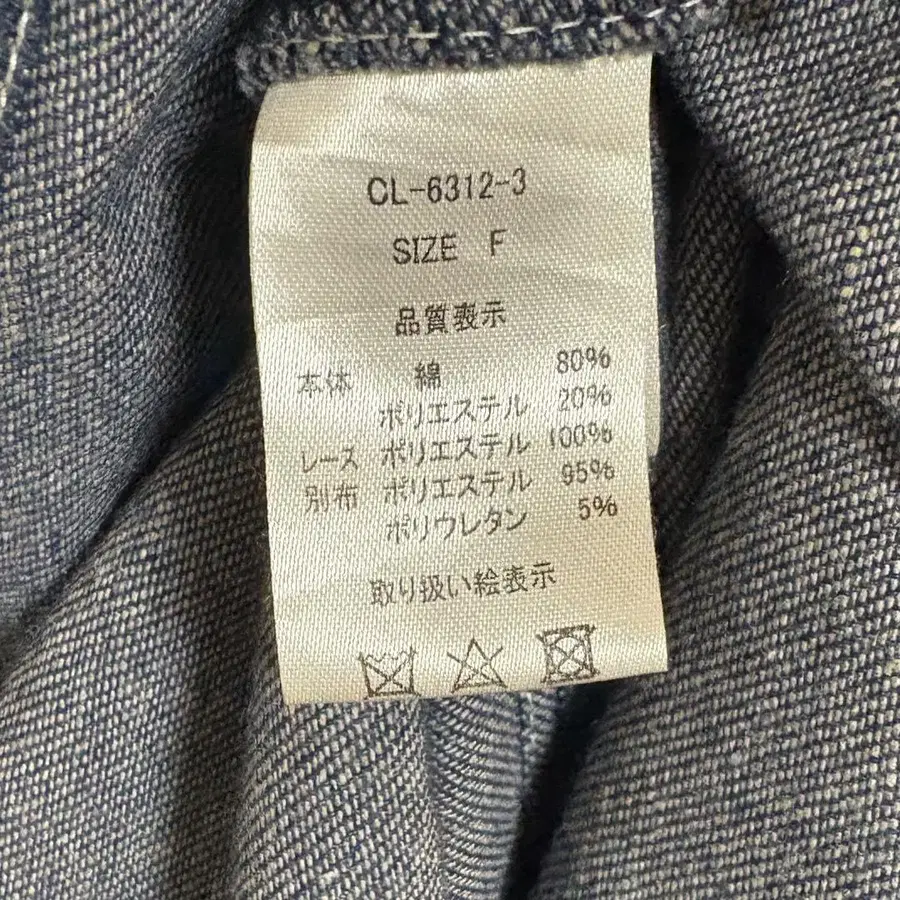 CL-6312-3
SIZE F
品質表示
本体 綿 80%
ポリエステル 20%
レース ポリエステル 100%
別布 ポリエステル 95%
ポリウレタン 5%
取り扱い絵表示